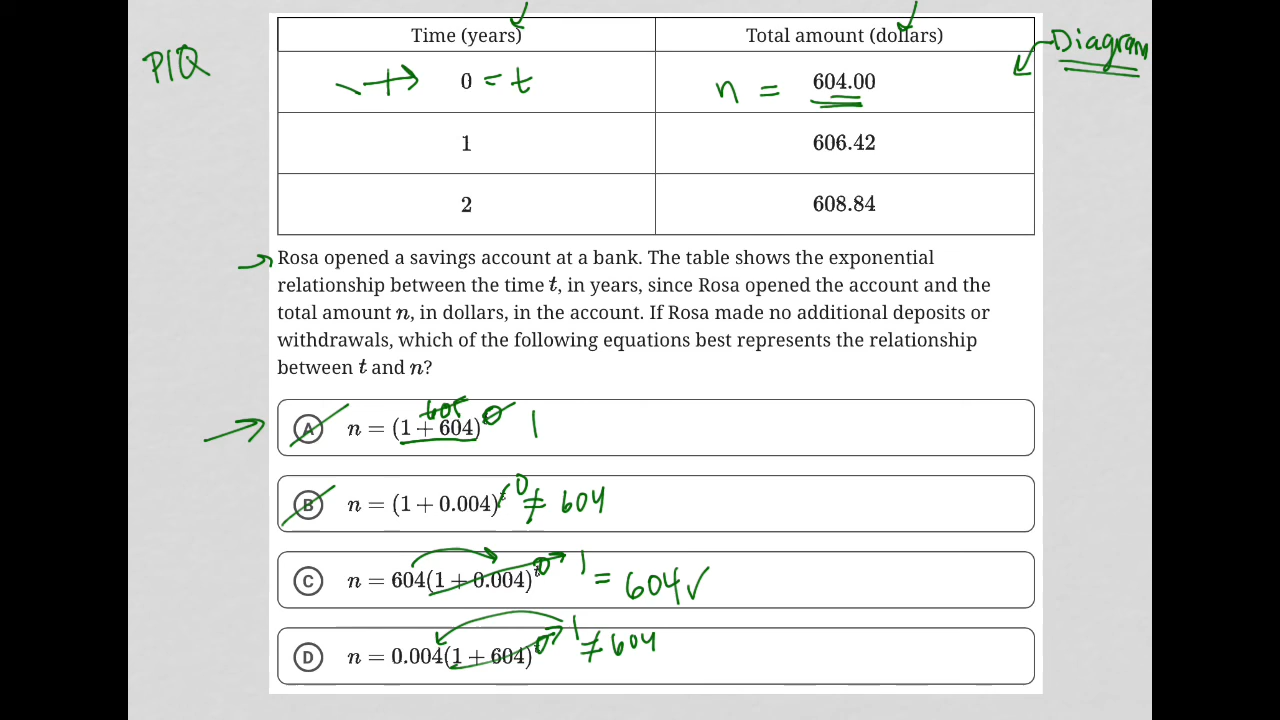 Time (years) Total amount (dollars)
PIQ
Diagram
0 = t n = 604.00
1 606.42
2 608.84
Rosa opened a savings account at a bank. The table shows the exponential
relationship between the time t, in years, since Rosa opened the account and the
total amount n, in dollars, in the account. If Rosa made no additional deposits or
withdrawals, which of the following equations best represents the relationship
between t and n?
605
A n = (1 + 604)^0 1
B n = (1 + 0.004)^t 0 ≠ 604
C n = 604(1 + 0.004)^t 0 1 = 604 ✓
D n = 0.004(1 + 604)^t 0 1 ≠ 604